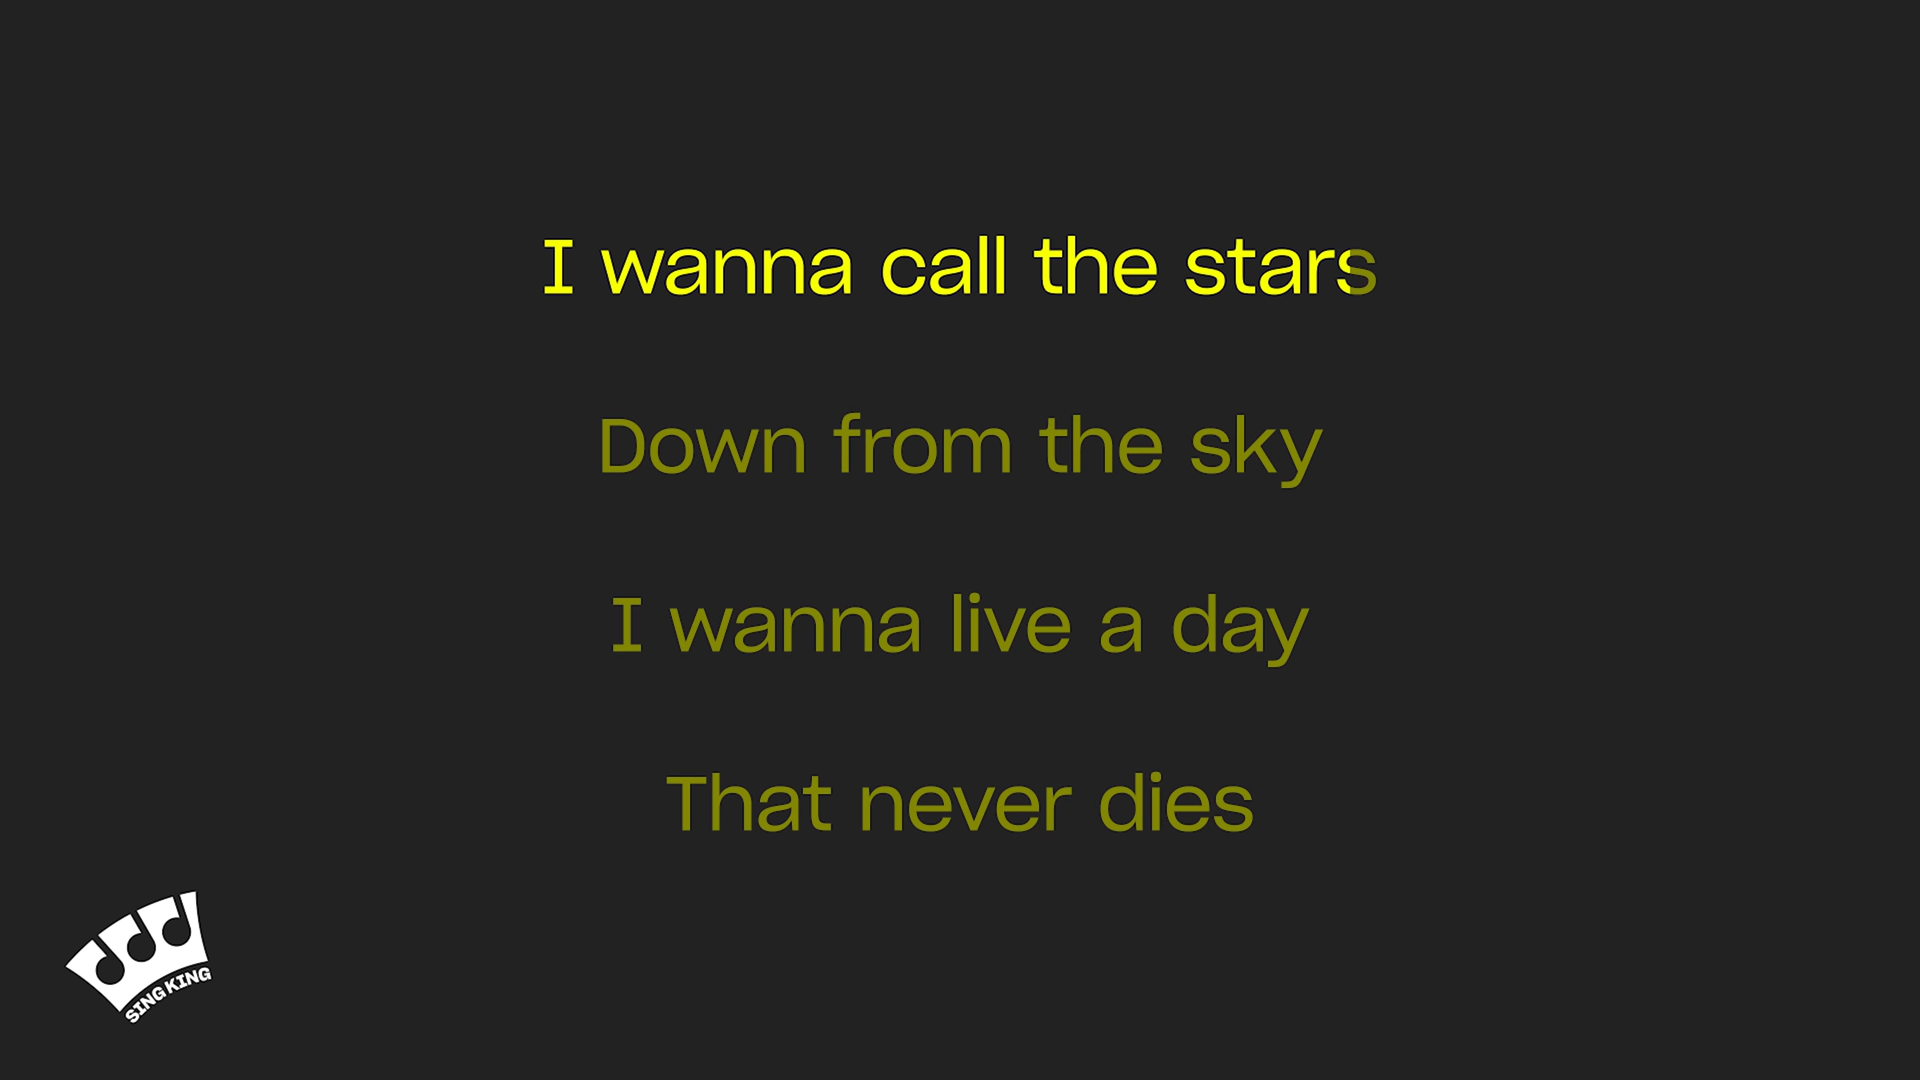 I wanna call the stars
Down from the sky
I wanna live a day
That never dies
SING KING